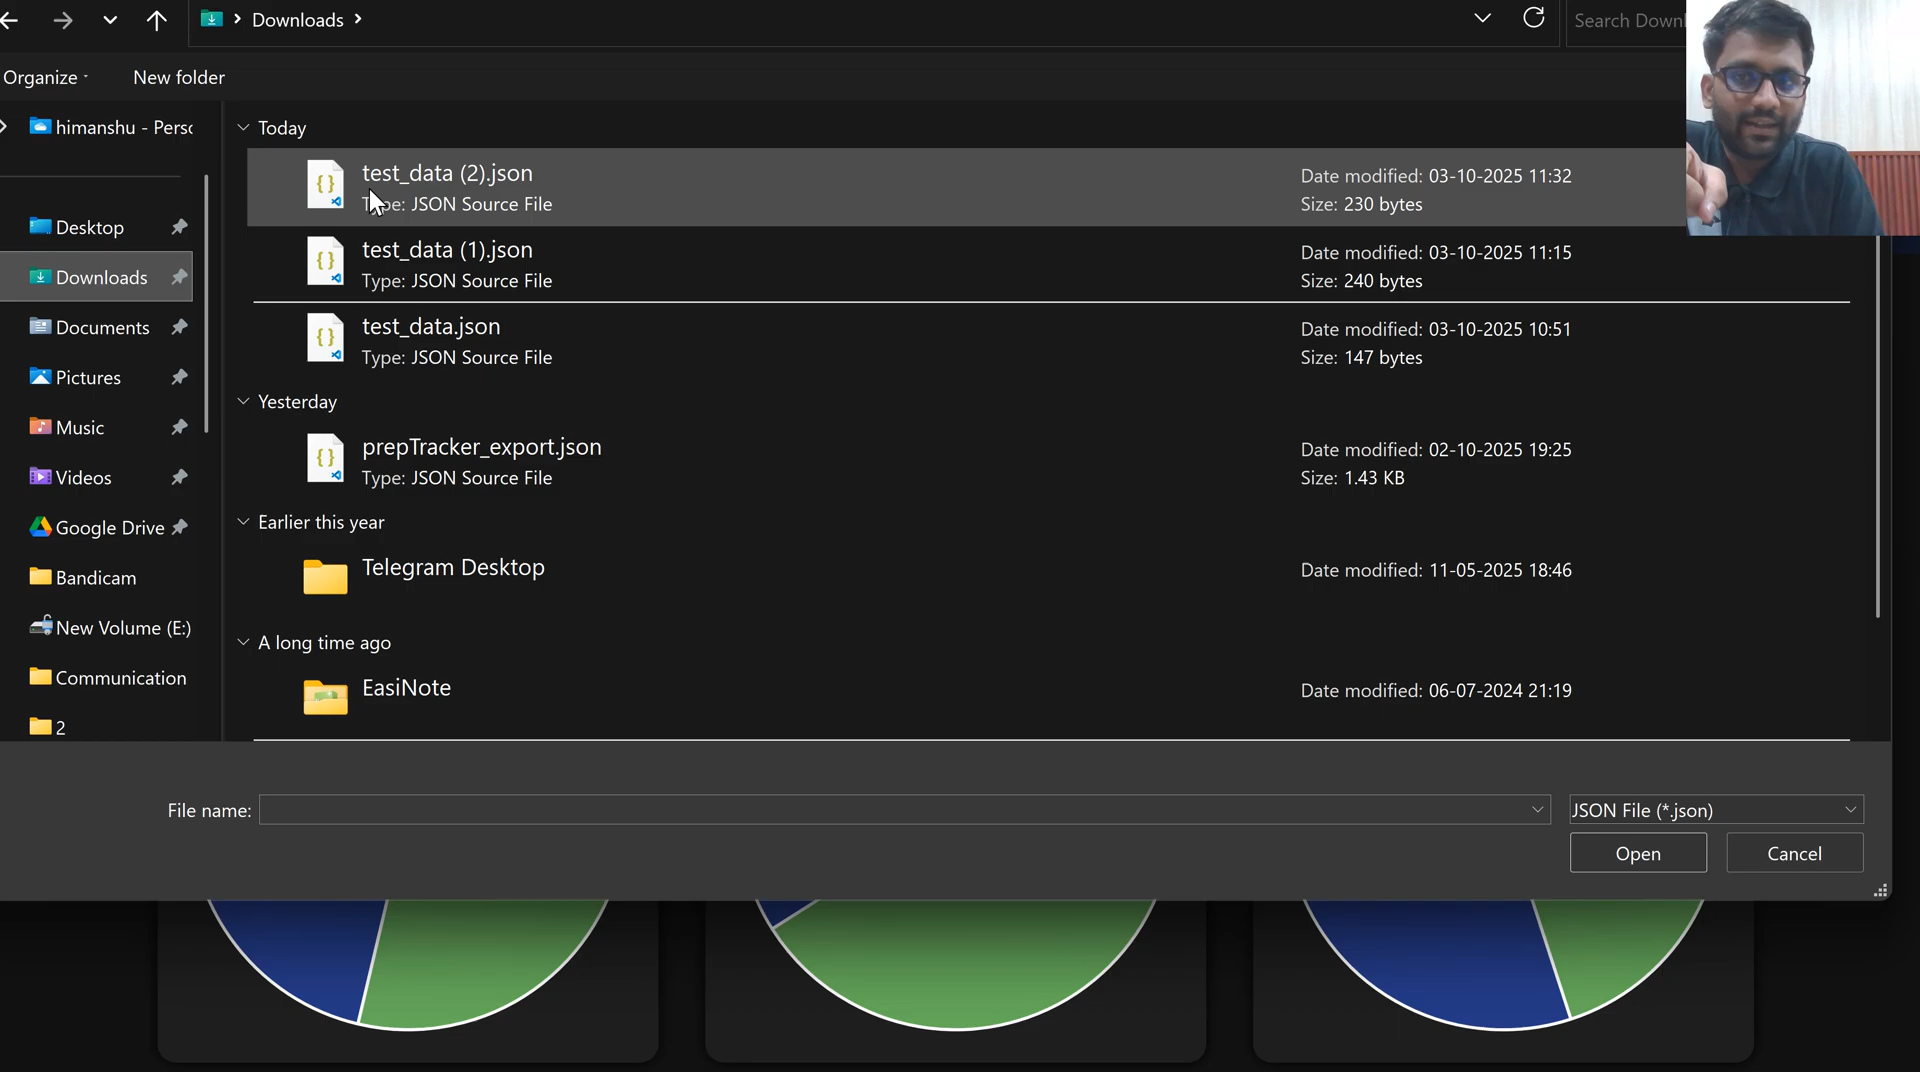 Downloads
Search Downl
Organize
New folder
himanshu - Perso
Desktop
Downloads
Documents
Pictures
Music
Videos
Google Drive
Bandicam
New Volume (E:)
Communication
2
Today
test_data (2).json
Type: JSON Source File
Date modified: 03-10-2025 11:32
Size: 230 bytes
test_data (1).json
Type: JSON Source File
Date modified: 03-10-2025 11:15
Size: 240 bytes
test_data.json
Type: JSON Source File
Date modified: 03-10-2025 10:51
Size: 147 bytes
Yesterday
prepTracker_export.json
Type: JSON Source File
Date modified: 02-10-2025 19:25
Size: 1.43 KB
Earlier this year
Telegram Desktop
Date modified: 11-05-2025 18:46
A long time ago
EasiNote
Date modified: 06-07-2024 21:19
File name:
JSON File (*.json)
Open
Cancel